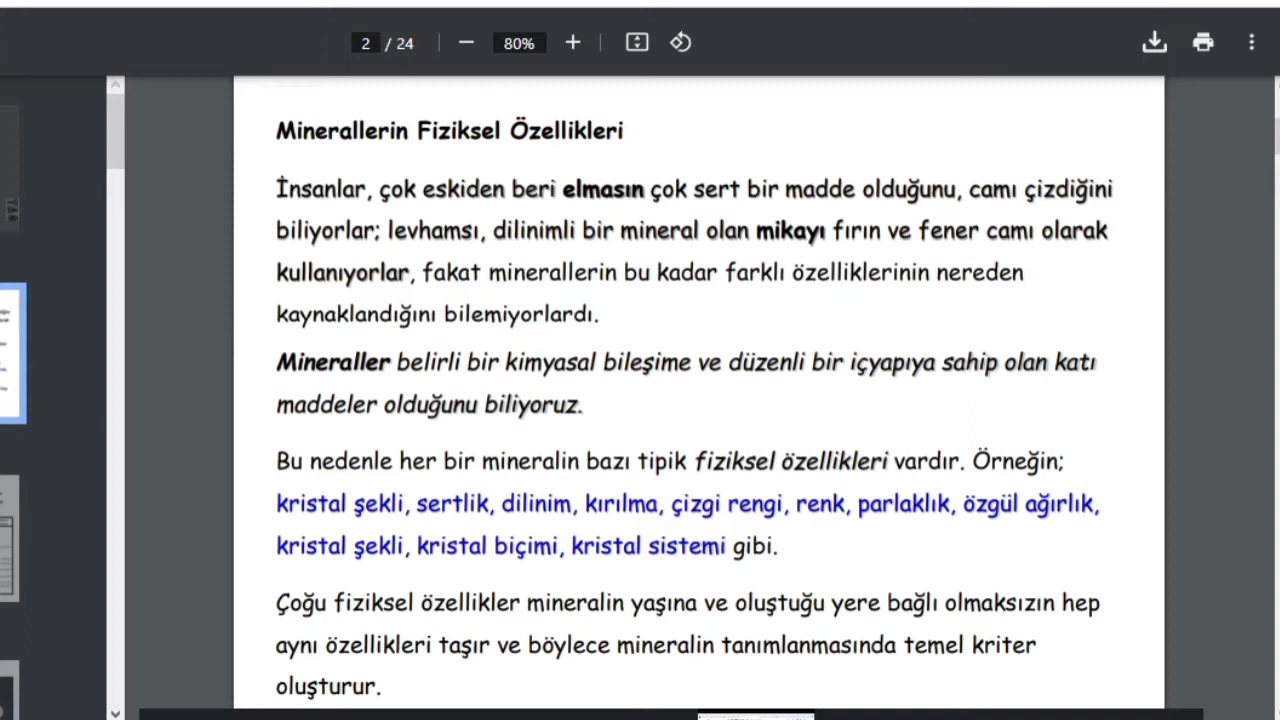 2 / 24
80%
Minerallerin Fiziksel Özellikleri
İnsanlar, çok eskiden beri elmasın çok sert bir madde olduğunu, camı çizdiğini
biliyorlar; levhamsı, dilinimli bir mineral olan mikayı fırın ve fener camı olarak
kullanıyorlar, fakat minerallerin bu kadar farklı özelliklerinin nereden
kaynaklandığını bilemiyorlardı.
Mineraller belirli bir kimyasal bileşime ve düzenli bir içyapıya sahip olan katı
maddeler olduğunu biliyoruz.
Bu nedenle her bir mineralin bazı tipik fiziksel özellikleri vardır. Örneğin;
kristal şekli, sertlik, dilinim, kırılma, çizgi rengi, renk, parlaklık, özgül ağırlık,
kristal şekli, kristal biçimi, kristal sistemi gibi.
Çoğu fiziksel özellikler mineralin yaşına ve oluştuğu yere bağlı olmaksızın hep
aynı özellikleri taşır ve böylece mineralin tanımlanmasında temel kriter
oluşturur.